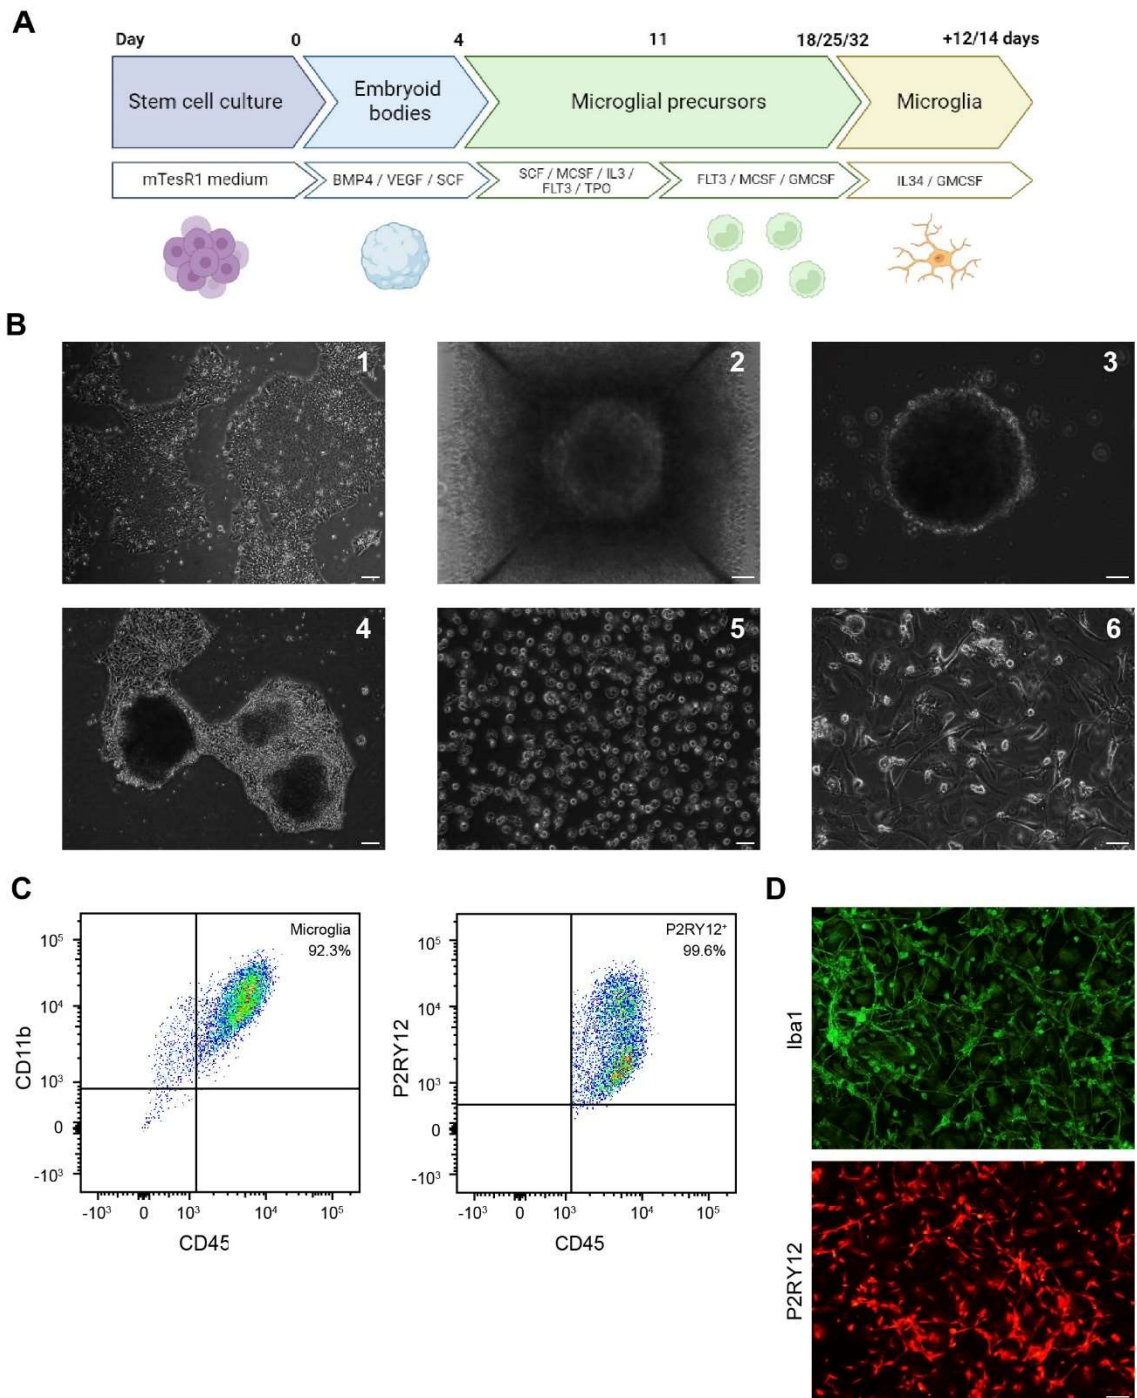 A
Day 0 4 11 18/25/32 +12/14 days
Stem cell culture
Embryoid
bodies
Microglial precursors
Microglia
mTesR1 medium
BMP4 / VEGF / SCF
SCF / MCSF / IL3 /
FLT3 / TPO
FLT3 / MCSF / GMCSF
IL34 / GMCSF
B
1
2
3
4
5
6
C
Microglia
92.3%
10⁵
10⁴
10³
0
-10³
CD11b
-10³ 0 10³ 10⁴ 10⁵
CD45
P2RY12⁺
99.6%
10⁵
10⁴
10³
0
-10³
P2RY12
-10³ 0 10³ 10⁴ 10⁵
CD45
D
Iba1
P2RY12